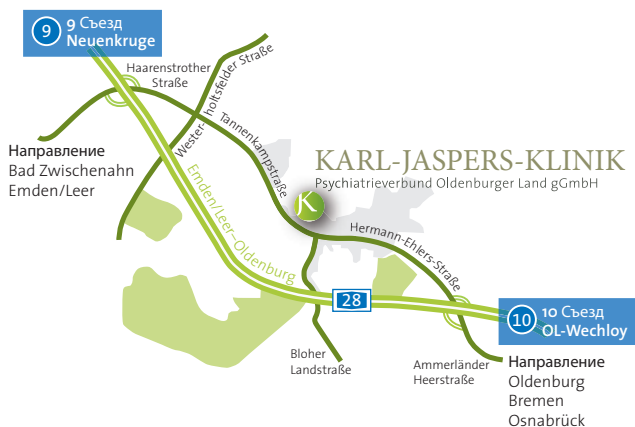 9
9 Съезд
Neuenkruge
Haarenstrother
Straße
Wester-
holtsfelder Straße
Tannenkampstraße
Направление
Bad Zwischenahn
Emden/Leer
KARL-JASPERS-KLINIK
Psychiatrieverbund Oldenburger Land gGmbH
K
Emden/Leer–Oldenburg
Hermann-Ehlers-Straße
28
10
10 Съезд
OL-Wechloy
Bloher
Landstraße
Ammerländer
Heerstraße
Направление
Oldenburg
Bremen
Osnabrück